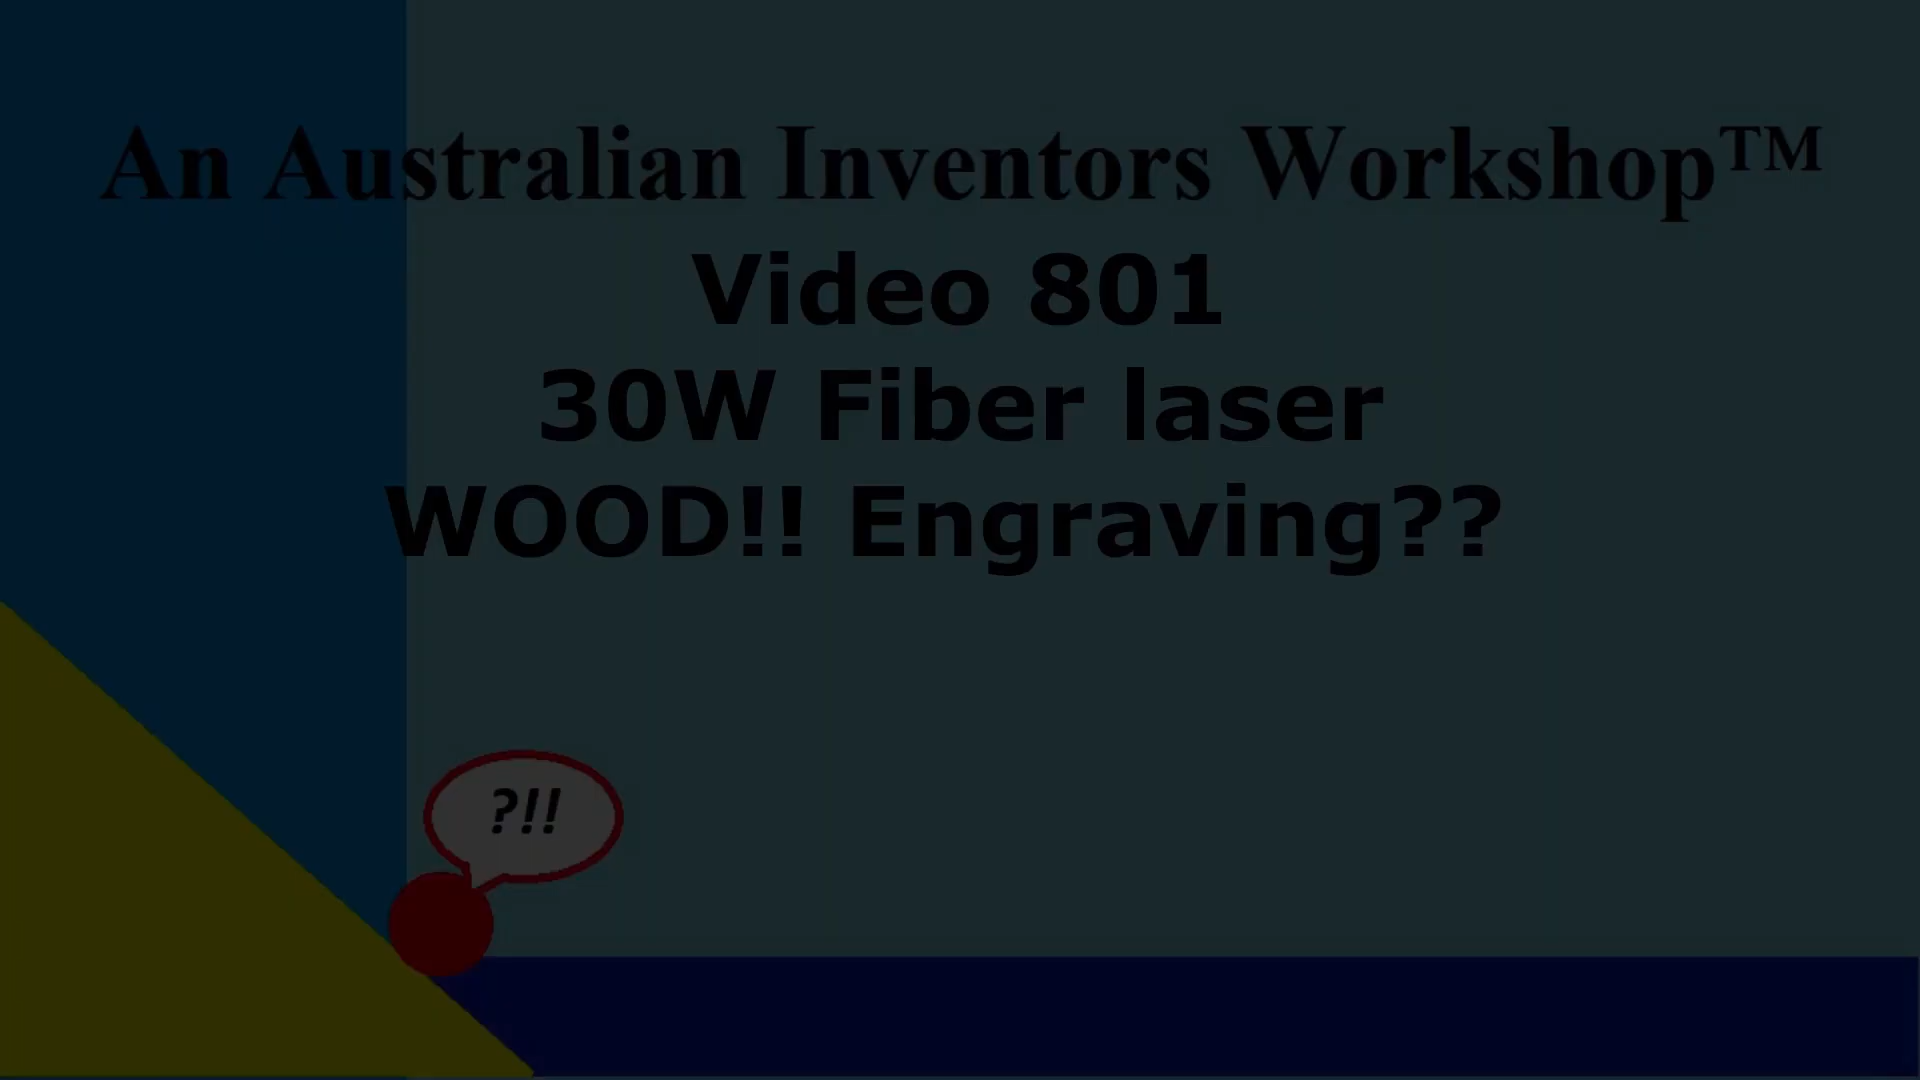 An Australian Inventors Workshop™
Video 801
30W Fiber laser
WOOD!! Engraving??
?!!